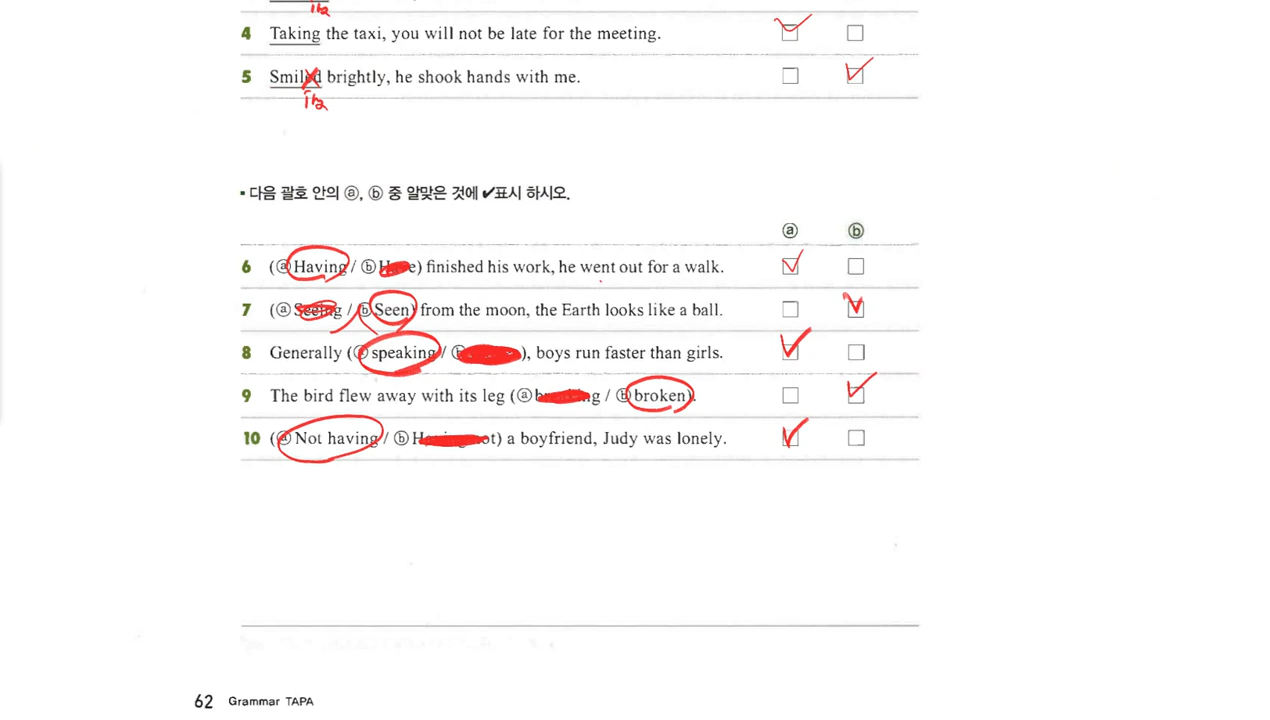 4 Taking the taxi, you will not be late for the meeting.
5 Smiled brightly, he shook hands with me.
ing
▪ 다음 괄호 안의 ⓐ, ⓑ 중 알맞은 것에 ✔표시 하시오.
ⓐ ⓑ
6 (ⓐ Having / ⓑ Have) finished his work, he went out for a walk.
7 (ⓐ Seeing / ⓑ Seen) from the moon, the Earth looks like a ball.
8 Generally (ⓐ speaking / ⓑ ), boys run faster than girls.
9 The bird flew away with its leg (ⓐ / ⓑ broken).
10 (ⓐ Not having / ⓑ ) a boyfriend, Judy was lonely.
62 Grammar TAPA